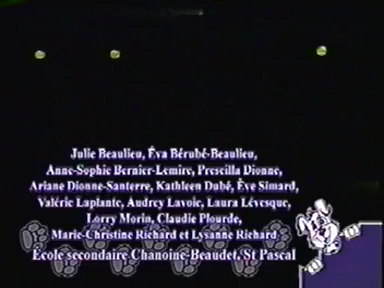 Julie Beaulieu, Éva Bérubé-Beaulieu,
Anne-Sophie Bernier-Lemire, Prescilla Dionne,
Ariane Dionne-Santerre, Kathleen Dubé, Ève Simard,
Valérie Laplante, Audrey Lavoie, Laura Lévesque,
Lorry Morin, Claudie Plourde,
Marie-Christine Richard et Lysanne Richard
École secondaire Chanoine-Beaudet, St Pascal